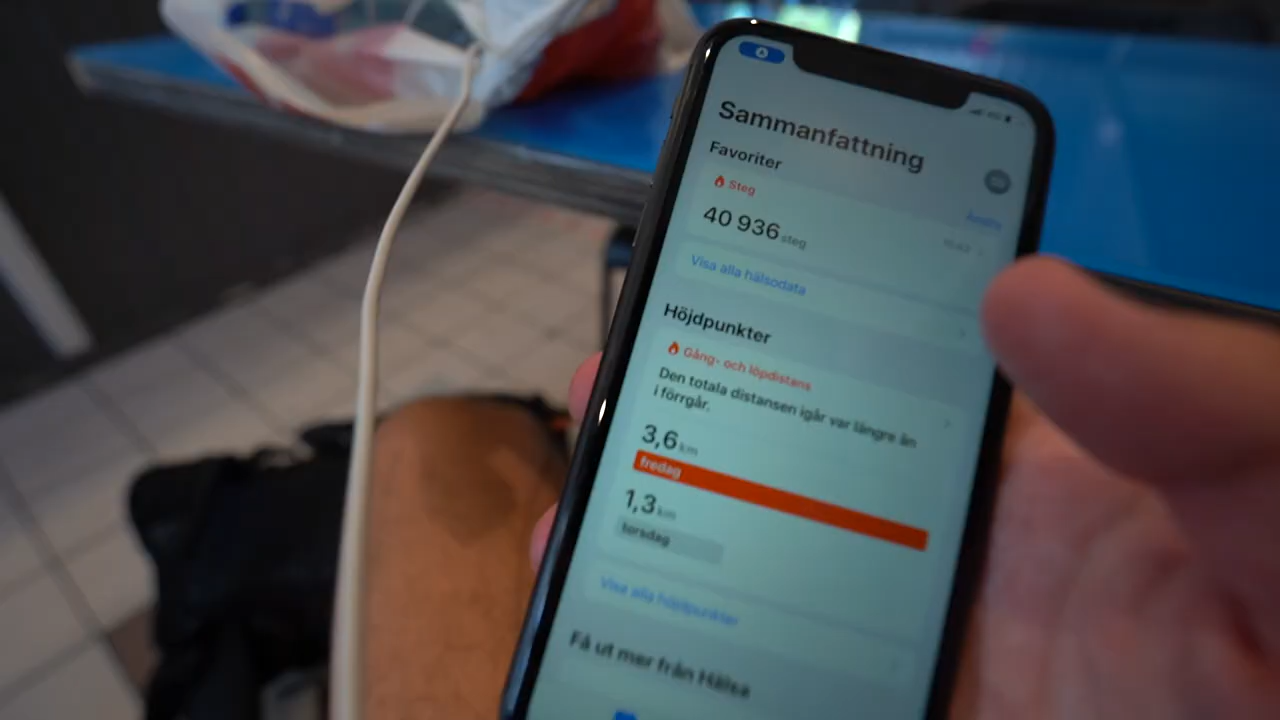 Sammanfattning
Favoriter
Ändra
Steg
40 936 steg
Visa alla hälsodata
Höjdpunkter
Gång- och löpdistans
Den totala distansen igår var längre än
i förrgår.
3,6 km
fredag
1,3 km
torsdag
Visa alla höjdpunkter
Få ut mer från Hälsa